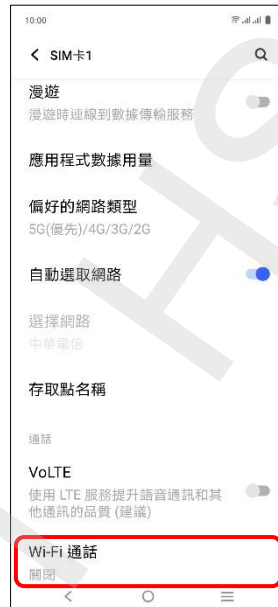 10:00
SIM卡1
漫遊
漫遊時連線到數據傳輸服務
應用程式數據用量
偏好的網路類型
5G(優先)/4G/3G/2G
自動選取網路
選擇網路
中華電信
存取點名稱
通話
VoLTE
使用 LTE 服務提升語音通訊和其
他通訊的品質 (建議)
Wi-Fi 通話
關閉